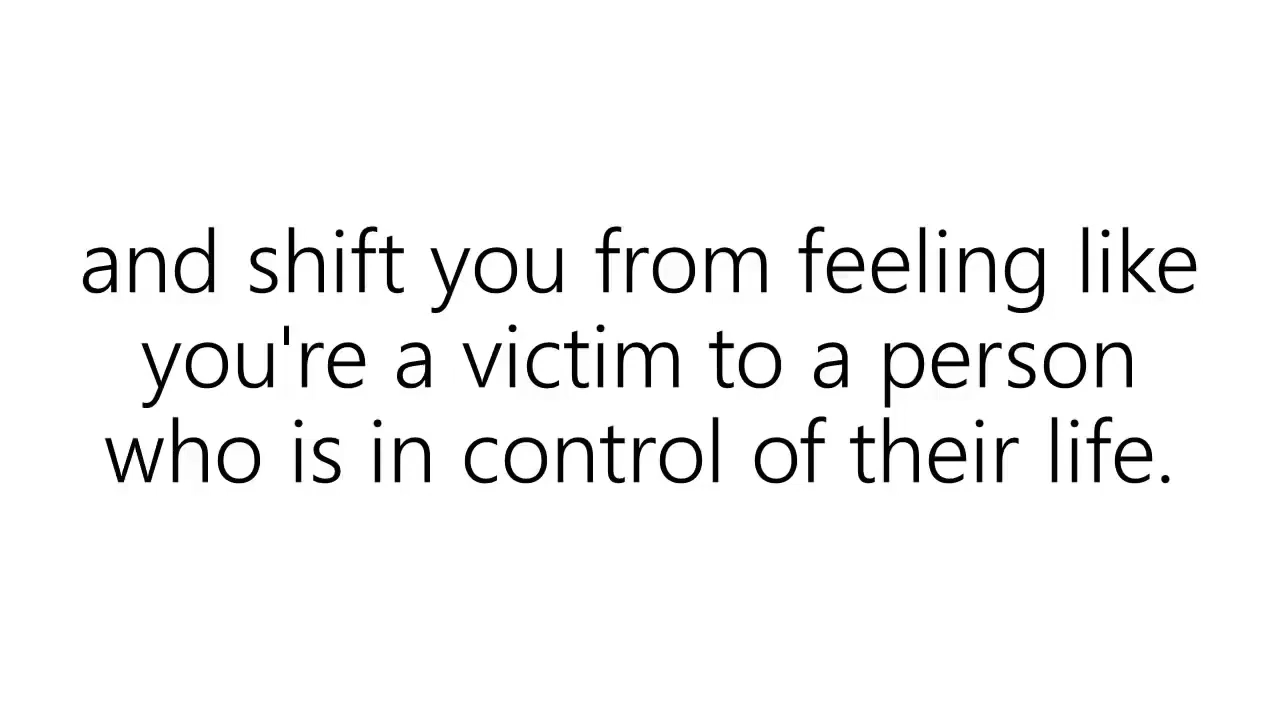 and shift you from feeling like
you're a victim to a person
who is in control of their life.